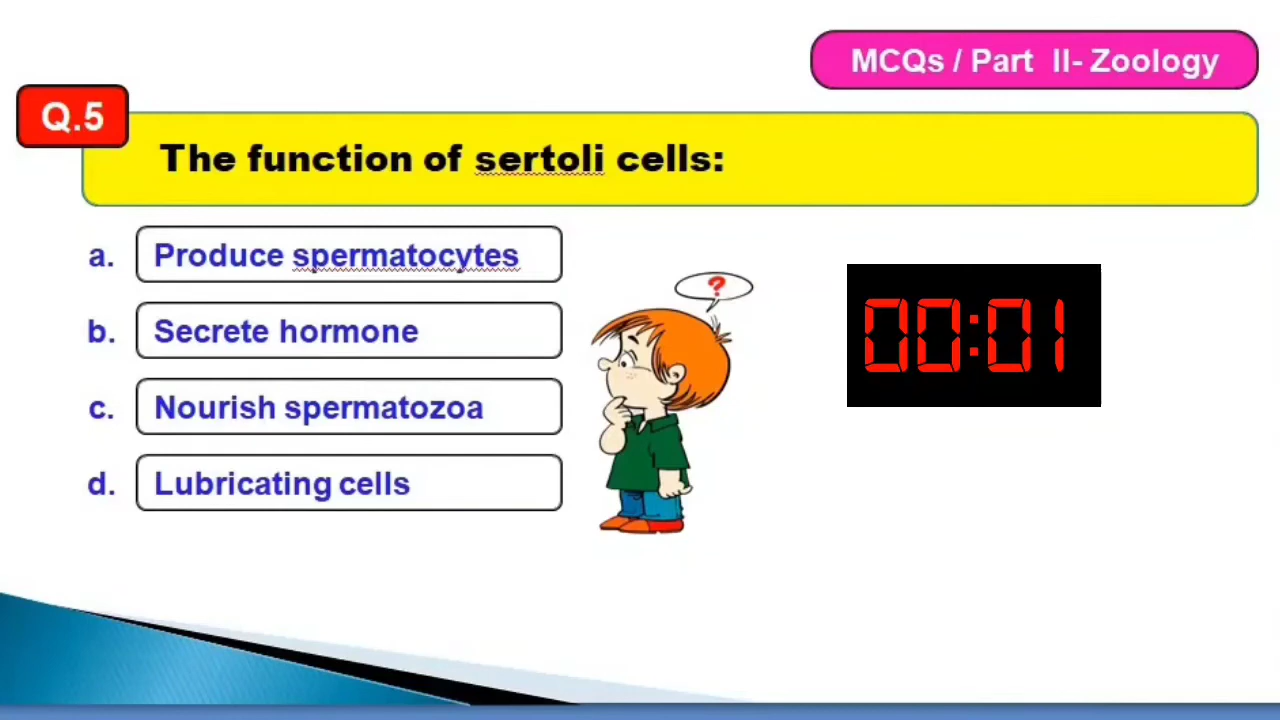 MCQs / Part II- Zoology
Q.5
The function of sertoli cells:
a. Produce spermatocytes
b. Secrete hormone
c. Nourish spermatozoa
d. Lubricating cells
?
00:01